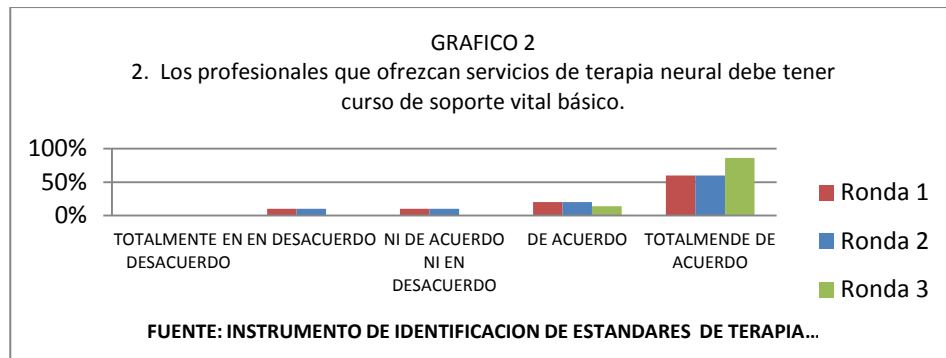 GRAFICO 2
2. Los profesionales que ofrezcan servicios de terapia neural debe tener
curso de soporte vital básico.
100%
50%
0%
TOTALMENTE EN
DESACUERDO
EN DESACUERDO
NI DE ACUERDO
NI EN
DESACUERDO
DE ACUERDO
TOTALMENDE DE
ACUERDO
Ronda 1
Ronda 2
Ronda 3
FUENTE: INSTRUMENTO DE IDENTIFICACION DE ESTANDARES DE TERAPIA...